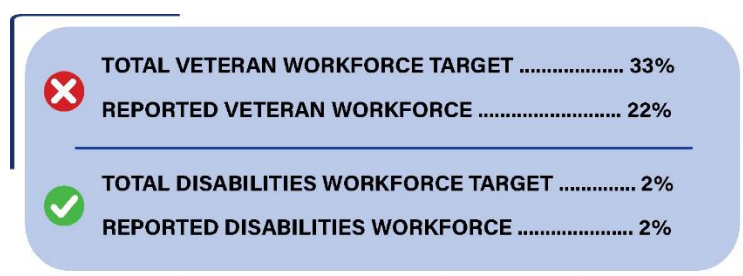 TOTAL VETERAN WORKFORCE TARGET ................... 33%
REPORTED VETERAN WORKFORCE .......................... 22%
TOTAL DISABILITIES WORKFORCE TARGET .............. 2%
REPORTED DISABILITIES WORKFORCE ..................... 2%